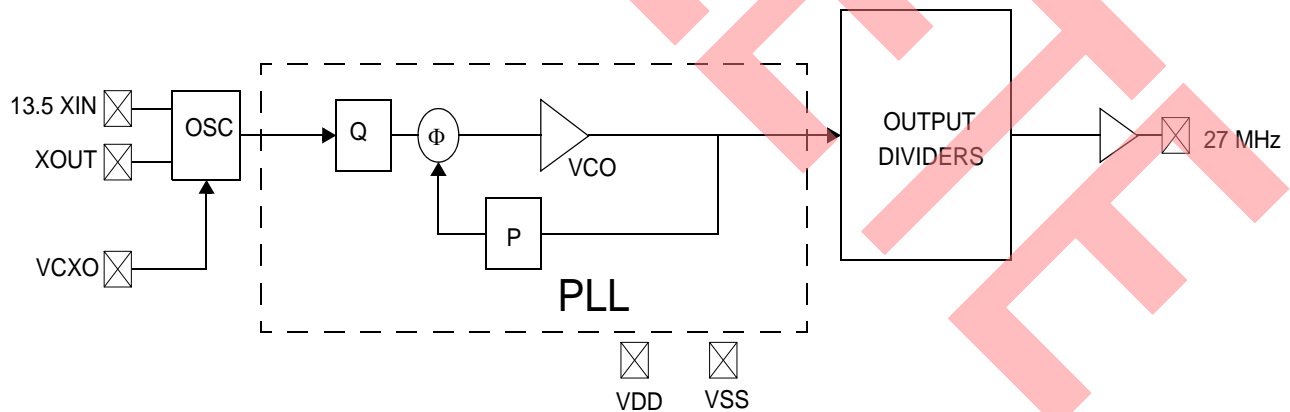 13.5 XIN
XOUT
VCXO
OSC
Q
Φ
VCO
P
PLL
VDD
VSS
OUTPUT
DIVIDERS
27 MHz